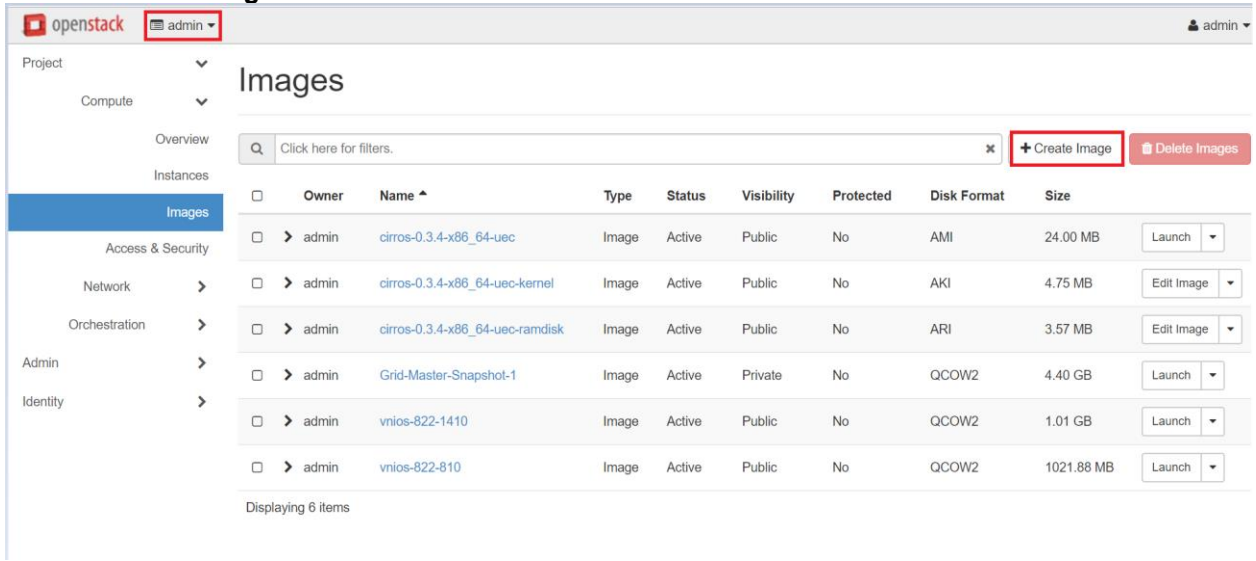 openstack admin admin
Project
Compute
Overview
Instances
Images
Access & Security
Network
Orchestration
Admin
Identity
Images
Click here for filters. Create Image Delete Images
Owner Name Type Status Visibility Protected Disk Format Size
admin cirros-0.3.4-x86_64-uec Image Active Public No AMI 24.00 MB Launch
admin cirros-0.3.4-x86_64-uec-kernel Image Active Public No AKI 4.75 MB Edit Image
admin cirros-0.3.4-x86_64-uec-ramdisk Image Active Public No ARI 3.57 MB Edit Image
admin Grid-Master-Snapshot-1 Image Active Private No QCOW2 4.40 GB Launch
admin vnios-822-1410 Image Active Public No QCOW2 1.01 GB Launch
admin vnios-822-810 Image Active Public No QCOW2 1021.88 MB Launch
Displaying 6 items